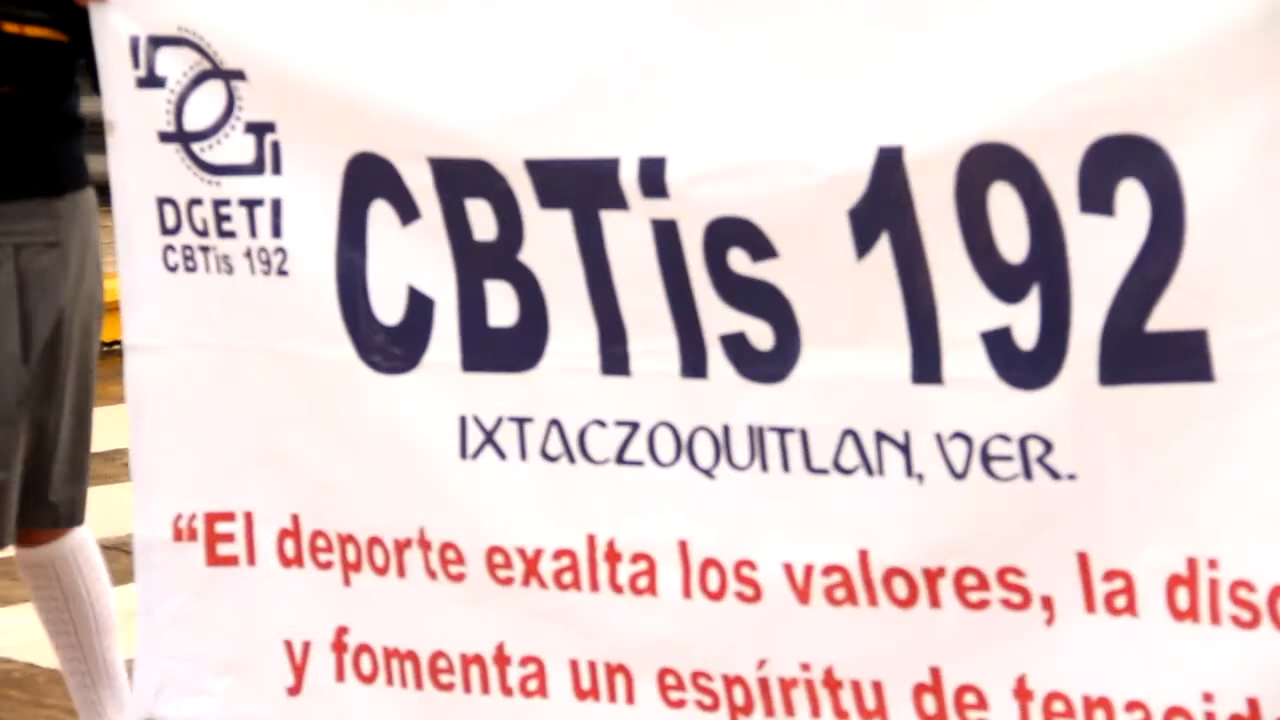 DGETI
CBTis 192
CBTis 192
IXTACZOQUITLAN, VER.
“El deporte exalta los valores, la
y fomenta un espíritu de